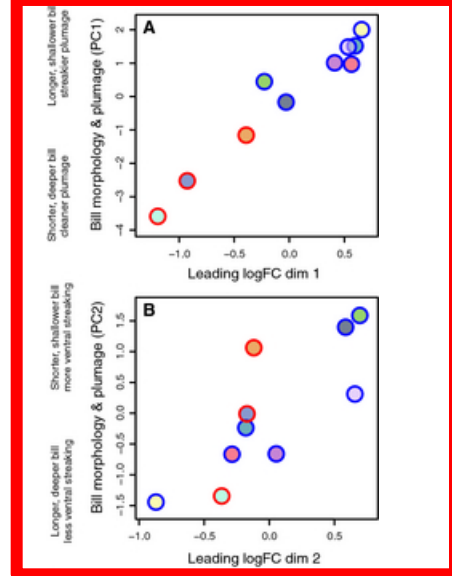 A
Longer, shallower bill
streakier plumage
Shorter, deeper bill
cleaner plumage
Bill morphology & plumage (PC1)
2
1
0
−1
−2
−3
−4
−1.0 −0.5 0.0 0.5
Leading logFC dim 1
B
Shorter, shallower bill
more ventral streaking
Longer, deeper bill
less ventral streaking
Bill morphology & plumage (PC2)
1.5
1.0
0.5
0.0
−0.5
−1.0
−1.5
−1.0 −0.5 0.0 0.5
Leading logFC dim 2